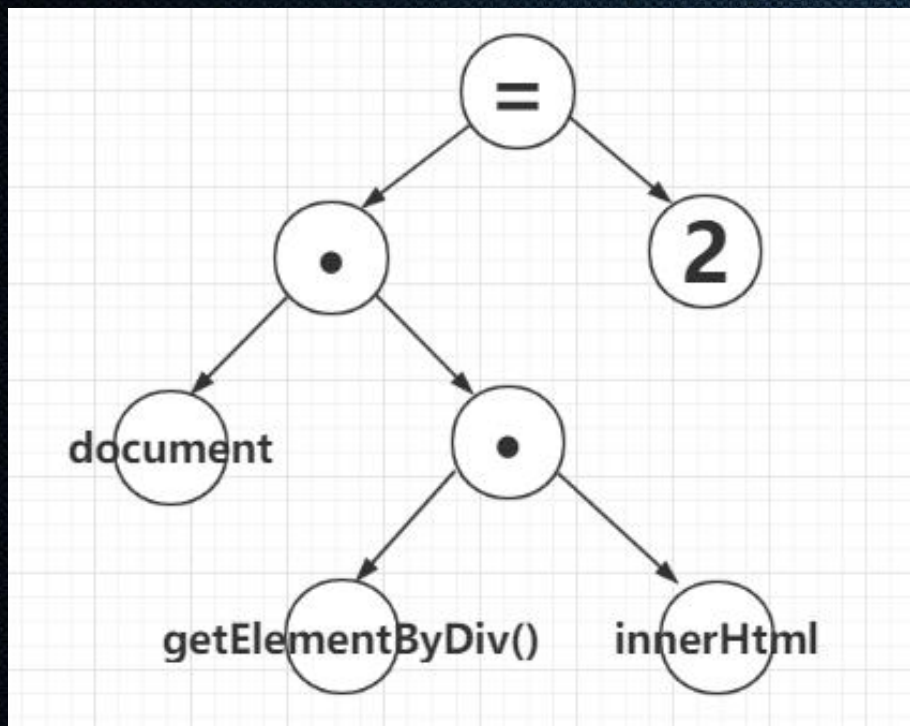 =
•
2
document
•
getElementByDiv()
innerHtml